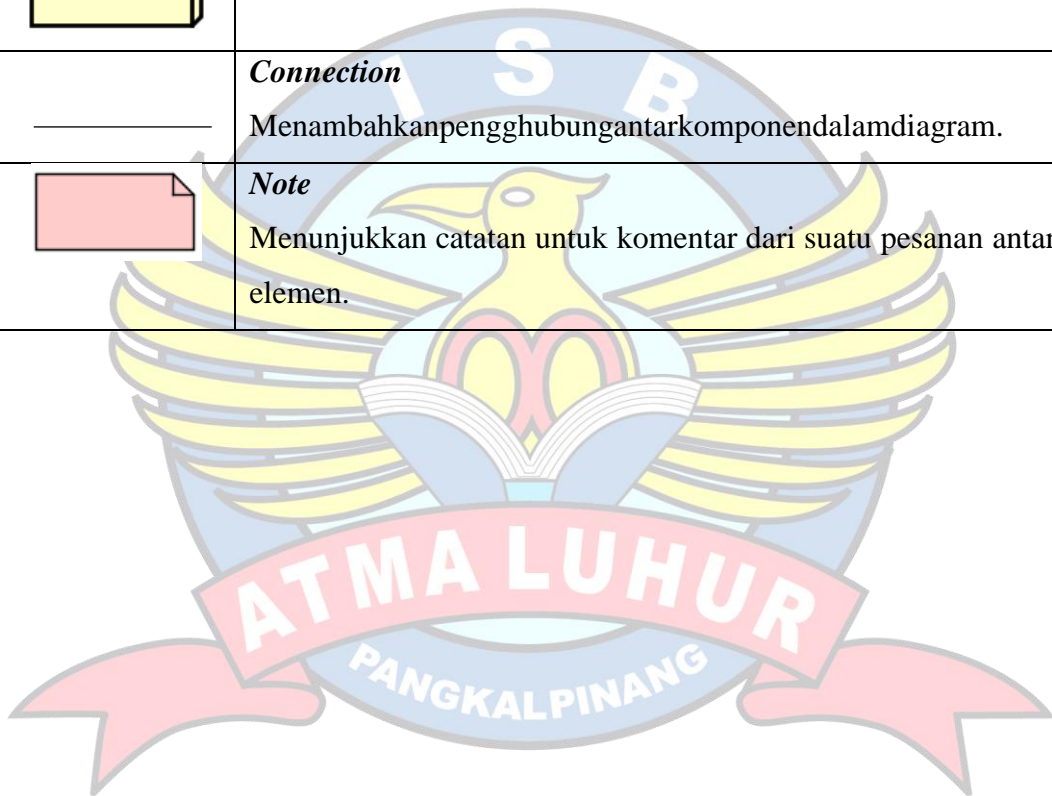 Connection
Menambahkanpengghubungantarkomponendalamdiagram.
Note
Menunjukkan catatan untuk komentar dari suatu pesanan antar
elemen.
I S B
ATMA LUHUR
PANGKALPINANG